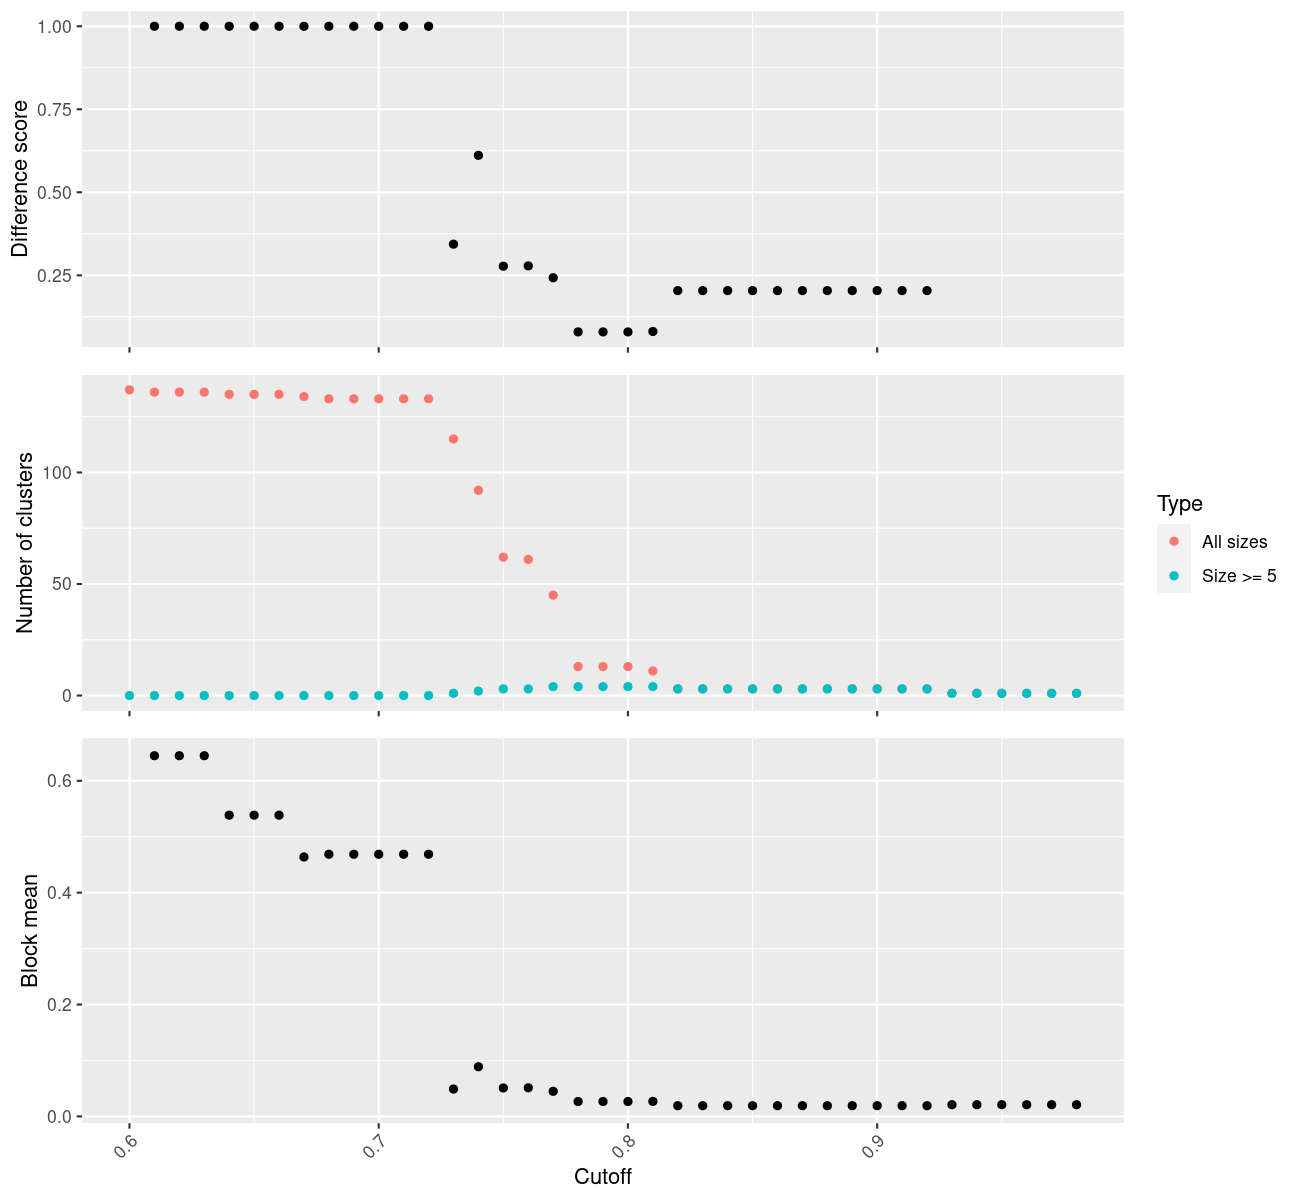 Difference score
1.00
0.75
0.50
0.25
Number of clusters
100
50
0
Type
All sizes
Size >= 5
Block mean
0.6
0.4
0.2
0.0
0.6 0.7 0.8 0.9
Cutoff